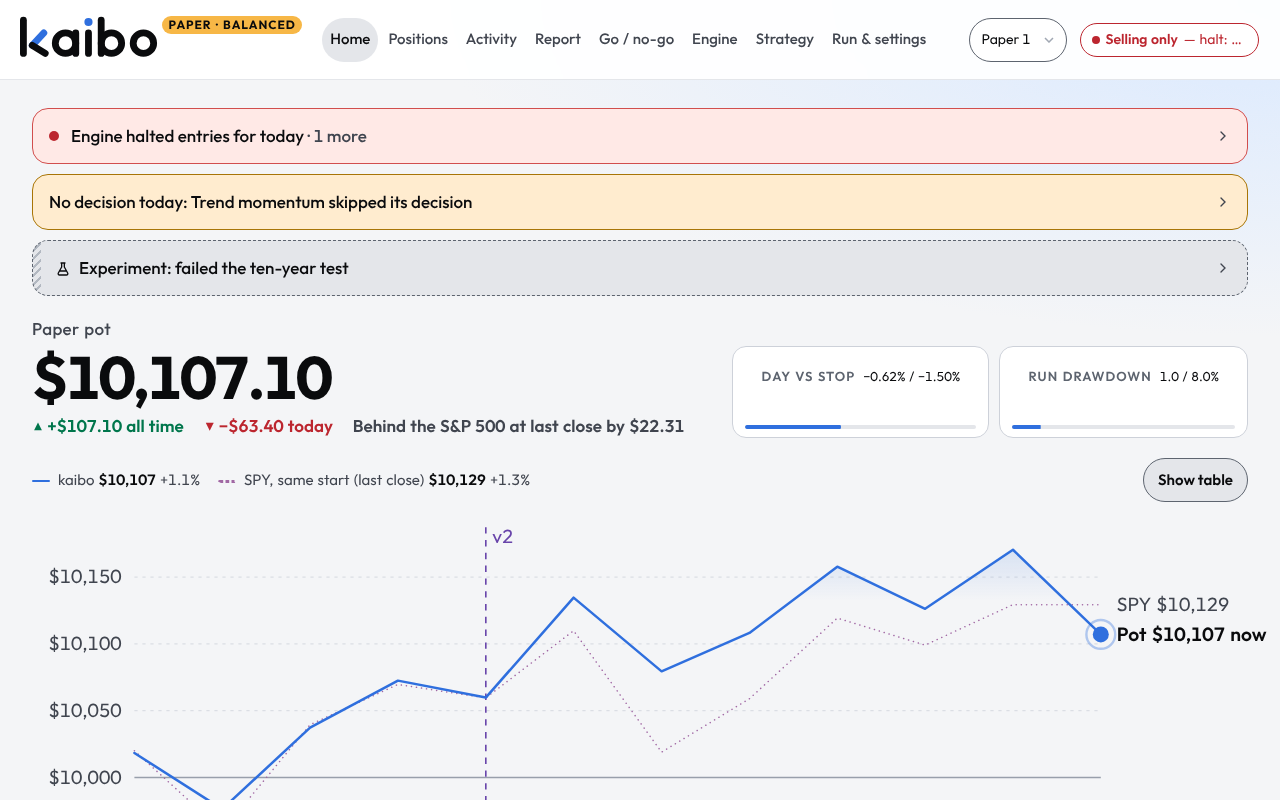 kaibo PAPER · BALANCED Home Positions Activity Report Go / no-go Engine Strategy Run & settings Paper 1 Selling only — halt: ...
Engine halted entries for today · 1 more
No decision today: Trend momentum skipped its decision
Experiment: failed the ten-year test
Paper pot
$10,107.10
DAY VS STOP −0.62% / −1.50% RUN DRAWDOWN 1.0 / 8.0%
▲ +$107.10 all time ▼ −$63.40 today Behind the S&P 500 at last close by $22.31
kaibo $10,107 +1.1% SPY, same start (last close) $10,129 +1.3% Show table
v2
$10,150
SPY $10,129
Pot $10,107 now
$10,100
$10,050
$10,000